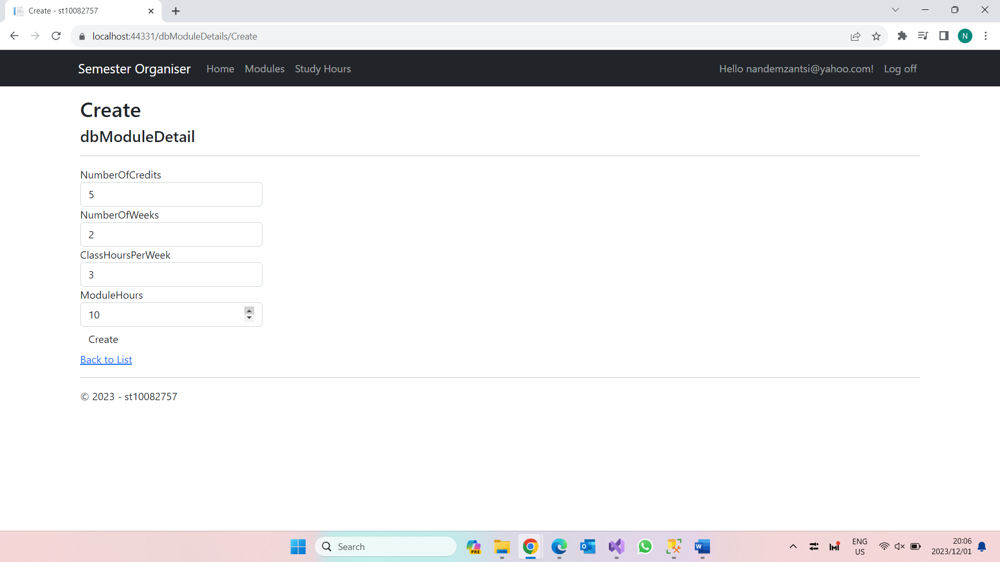 Create - st10082757
localhost:44331/dbModuleDetails/Create
N
Semester Organiser Home Modules Study Hours Hello nandemzantsi@yahoo.com! Log off
Create
dbModuleDetail
NumberOfCredits
5
NumberOfWeeks
2
ClassHoursPerWeek
3
ModuleHours
10
Create
Back to List
© 2023 - st10082757
Search
PRE
ENG
US
20:06
2023/12/01